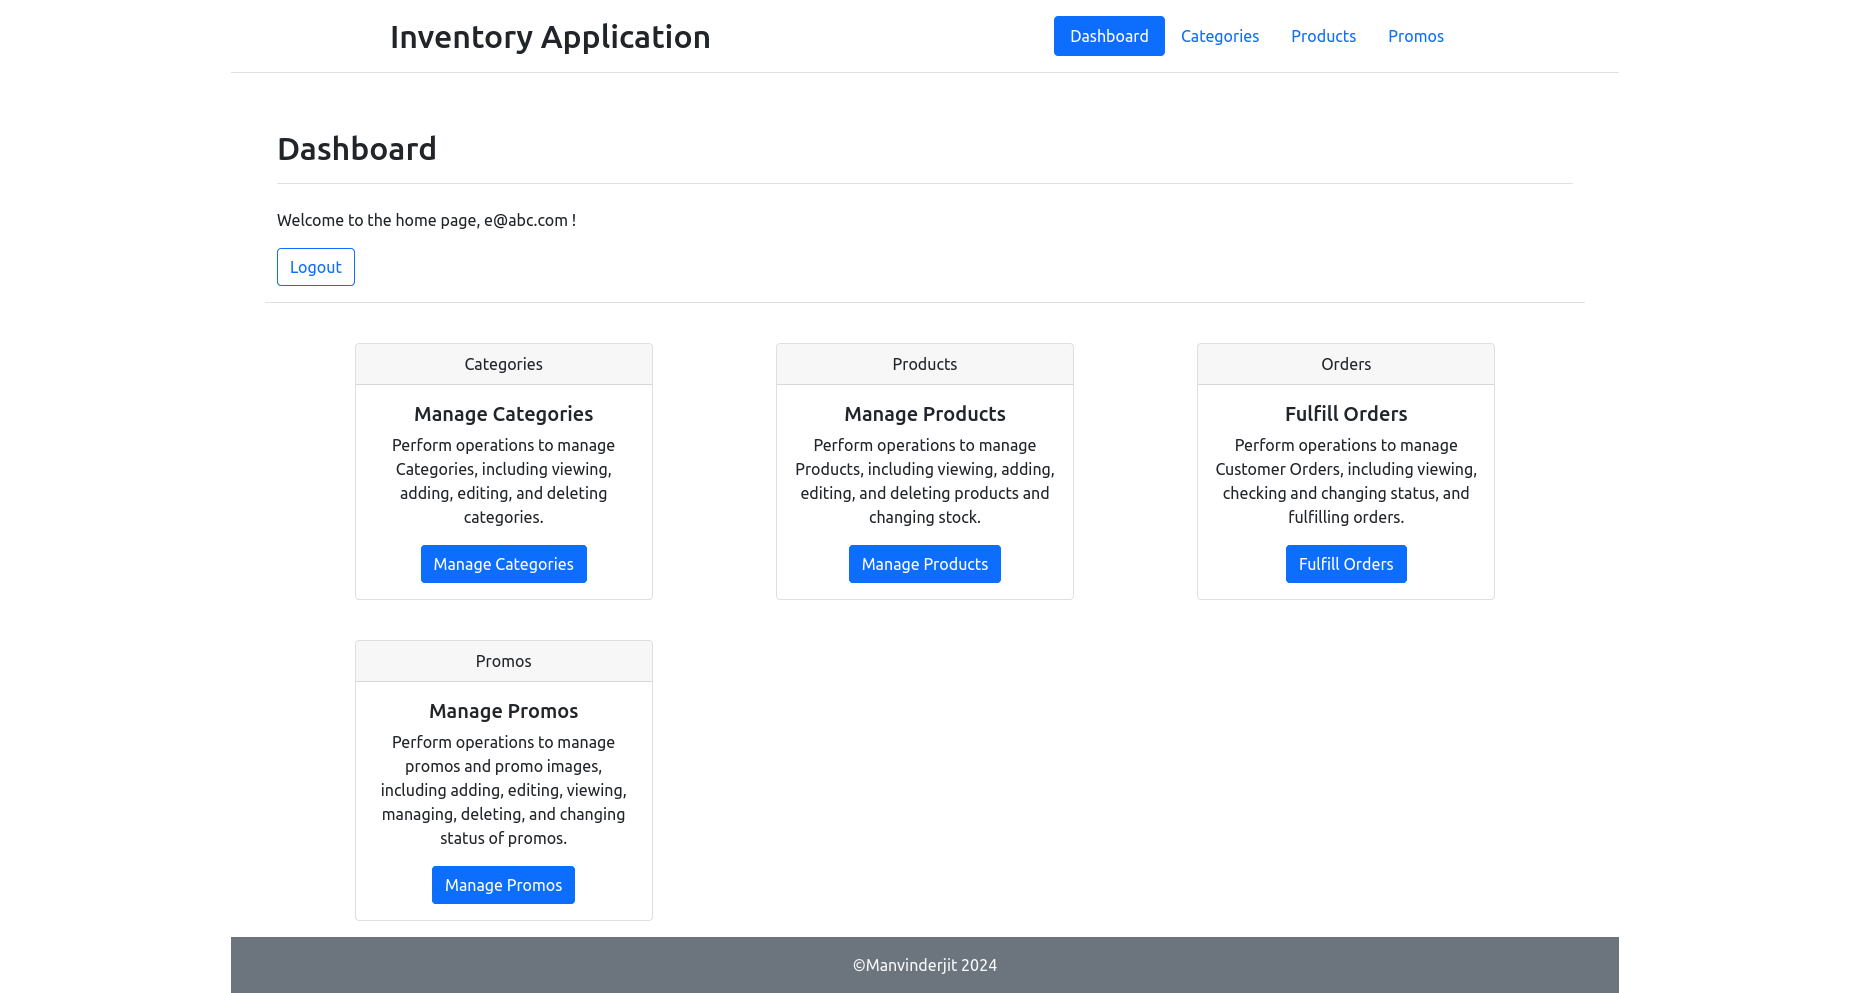 Inventory Application
Dashboard
Categories
Products
Promos
Dashboard
Welcome to the home page, e@abc.com !
Logout
Categories
Manage Categories
Perform operations to manage
Categories, including viewing,
adding, editing, and deleting
categories.
Manage Categories
Products
Manage Products
Perform operations to manage
Products, including viewing, adding,
editing, and deleting products and
changing stock.
Manage Products
Orders
Fulfill Orders
Perform operations to manage
Customer Orders, including viewing,
checking and changing status, and
fulfilling orders.
Fulfill Orders
Promos
Manage Promos
Perform operations to manage
promos and promo images,
including adding, editing, viewing,
managing, deleting, and changing
status of promos.
Manage Promos
©Manvinderjit 2024